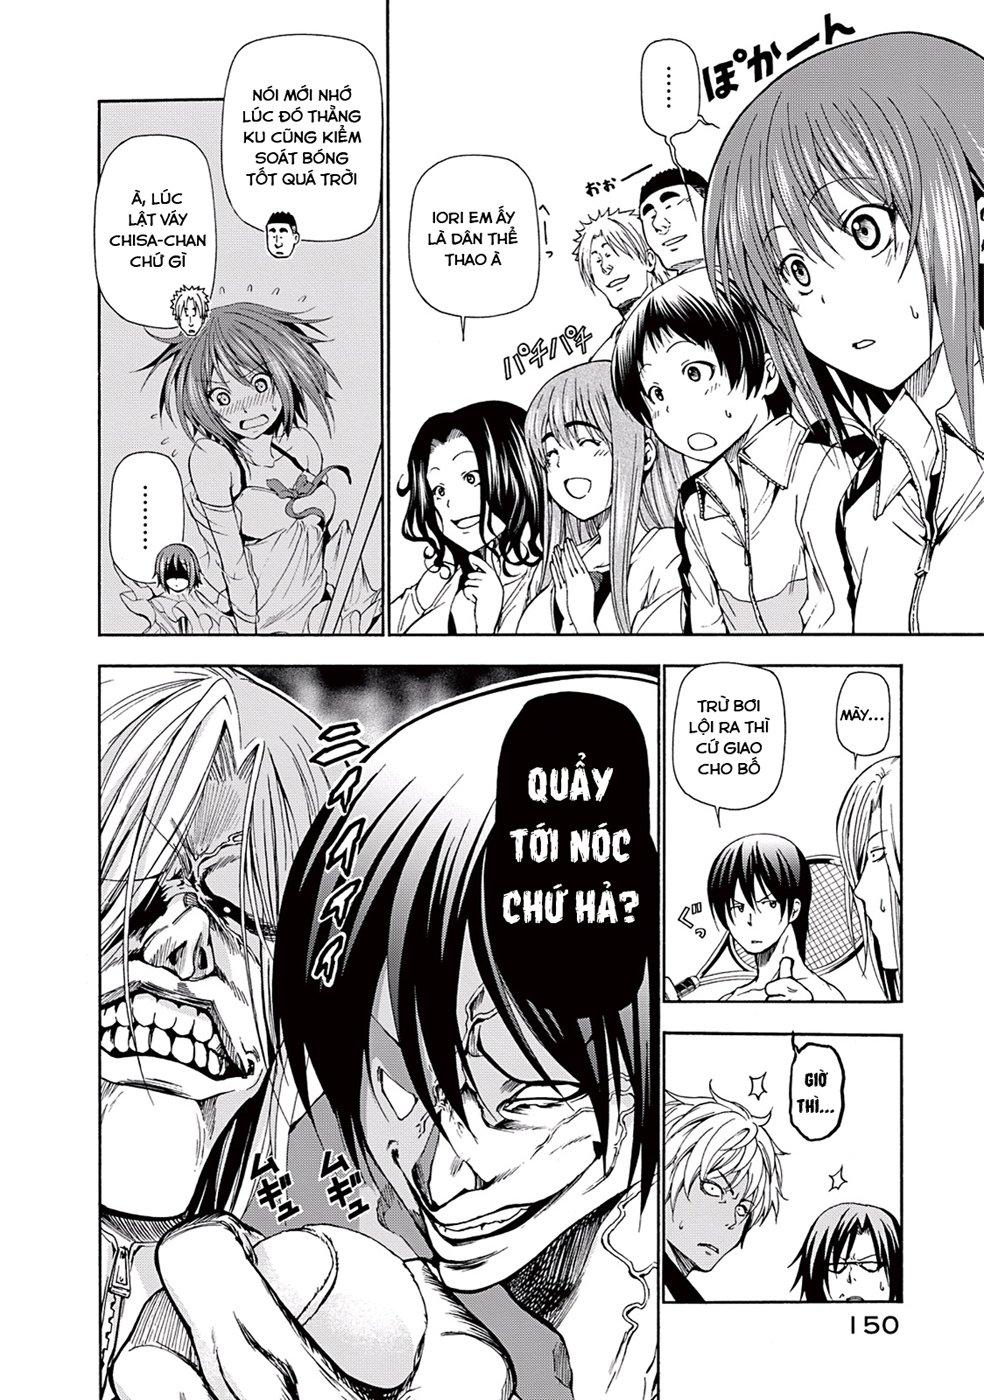 ぽかーん
……
おおー
パチパチ
IORI EM ẤY
LÀ DÂN THỂ
THAO À
NÓI MỚI NHỚ
LÚC ĐÓ THẰNG
KU CŨNG KIỂM
SOÁT BÓNG
TỐT QUÁ TRỜI
À, LÚC
LẬT VÁY
CHISA-CHAN
CHỨ GÌ
……
MÀY...
TRỪ BƠI
LỘI RA THÌ
CỨ GIAO
CHO BỐ
ぐっ
GIỜ
THÌ...
QUẨY
TỚI NÓC
CHỨ HẢ?
ニィィィィ
ムギュ
ムギュ
150